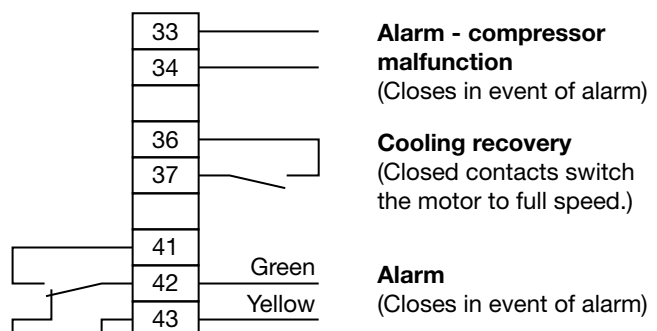 33
34
Alarm - compressor
malfunction
(Closes in event of alarm)
36
37
Cooling recovery
(Closed contacts switch
the motor to full speed.)
41
42
43
Green
Yellow
Alarm
(Closes in event of alarm)